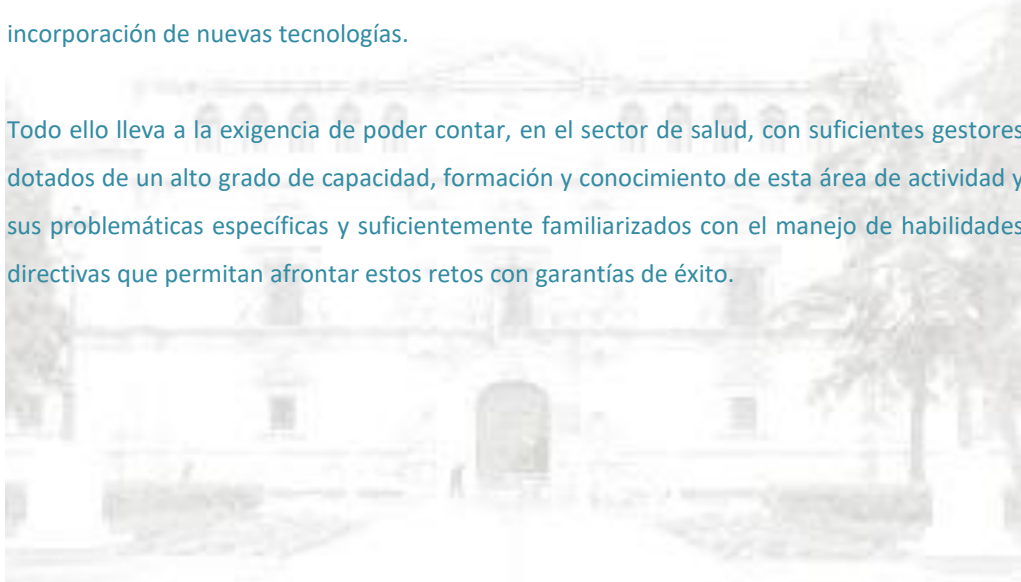 incorporación de nuevas tecnologías.
Todo ello lleva a la exigencia de poder contar, en el sector de salud, con suficientes gestores
dotados de un alto grado de capacidad, formación y conocimiento de esta área de actividad y
sus problemáticas específicas y suficientemente familiarizados con el manejo de habilidades
directivas que permitan afrontar estos retos con garantías de éxito.